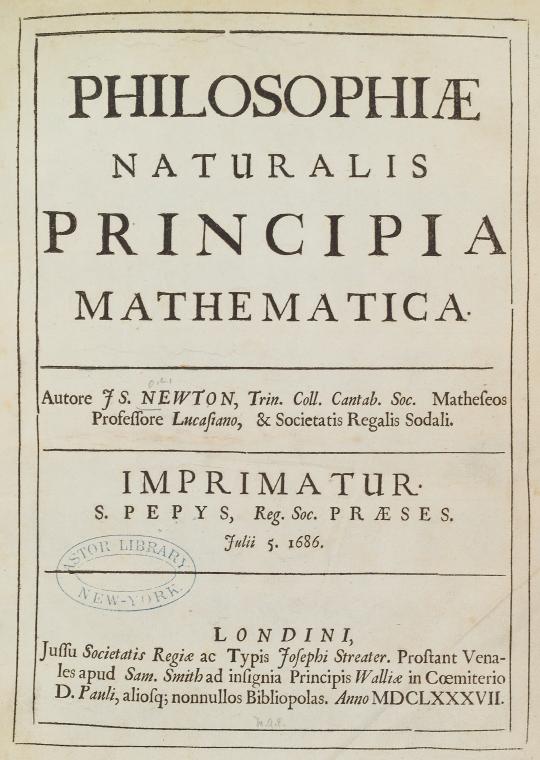 PHILOSOPHIÆ
NATURALIS
PRINCIPIA
MATHEMATICA.
Autore JS. NEWTON, Trin. Coll. Cantab. Soc. Matheseos
Professore Lucasiano, & Societatis Regalis Sodali.
IMPRIMATUR.
S. PEPYS, Reg. Soc. PRÆSES.
Julii 5. 1686.
ASTOR LIBRARY
NEW-YORK.
LONDINI,
Jussu Societatis Regiæ ac Typis Josephi Streater. Prostant Vena-
les apud Sam. Smith ad insignia Principis Walliæ in Cœmiterio
D. Pauli, aliosq; nonnullos Bibliopolas. Anno MDCLXXXVII.